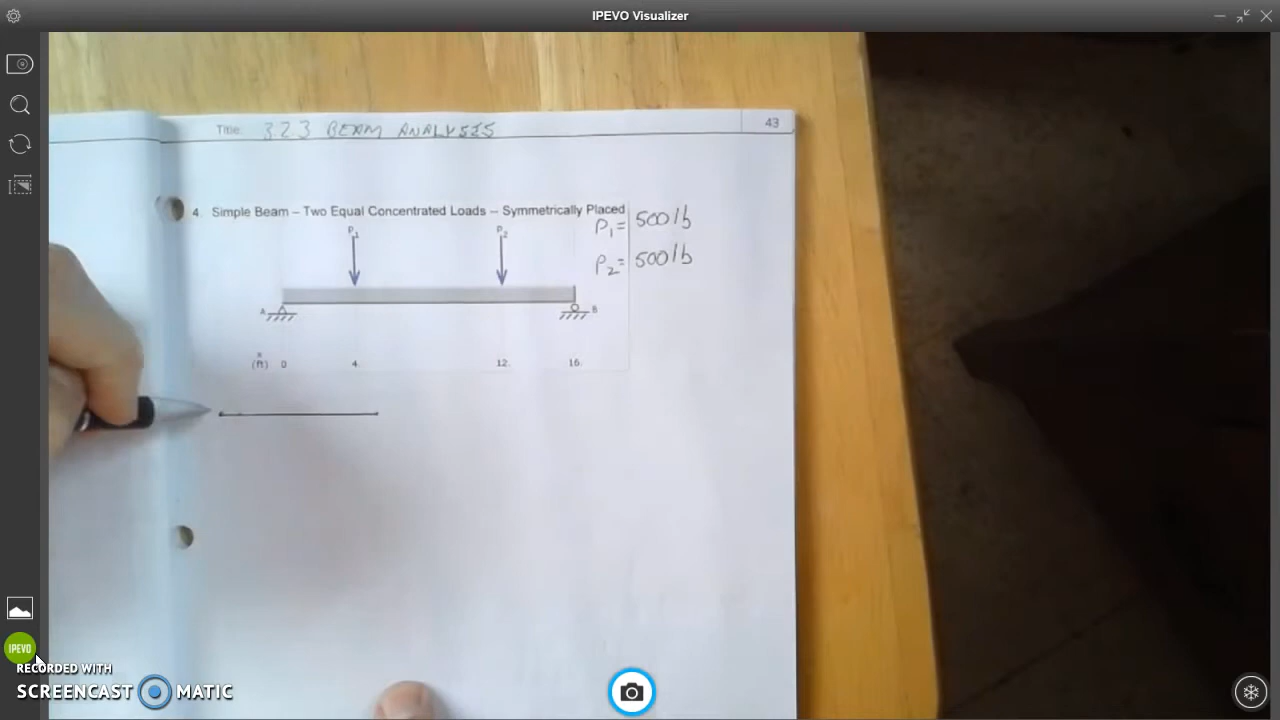 IPEVO Visualizer
Title: 323 BEAM ANALYSIS
43
4. Simple Beam – Two Equal Concentrated Loads – Symmetrically Placed
P1 P2
P1= 500 lb
P2= 500 lb
A B
x
(ft) 0 4. 12. 16.
IPEVO
RECORDED WITH
SCREENCAST MATIC